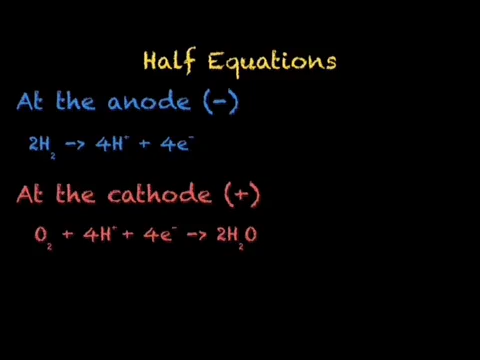 Half Equations
At the anode (-)
2H₂ -> 4H⁺ + 4e⁻
At the cathode (+)
O₂ + 4H⁺ + 4e⁻ -> 2H₂O